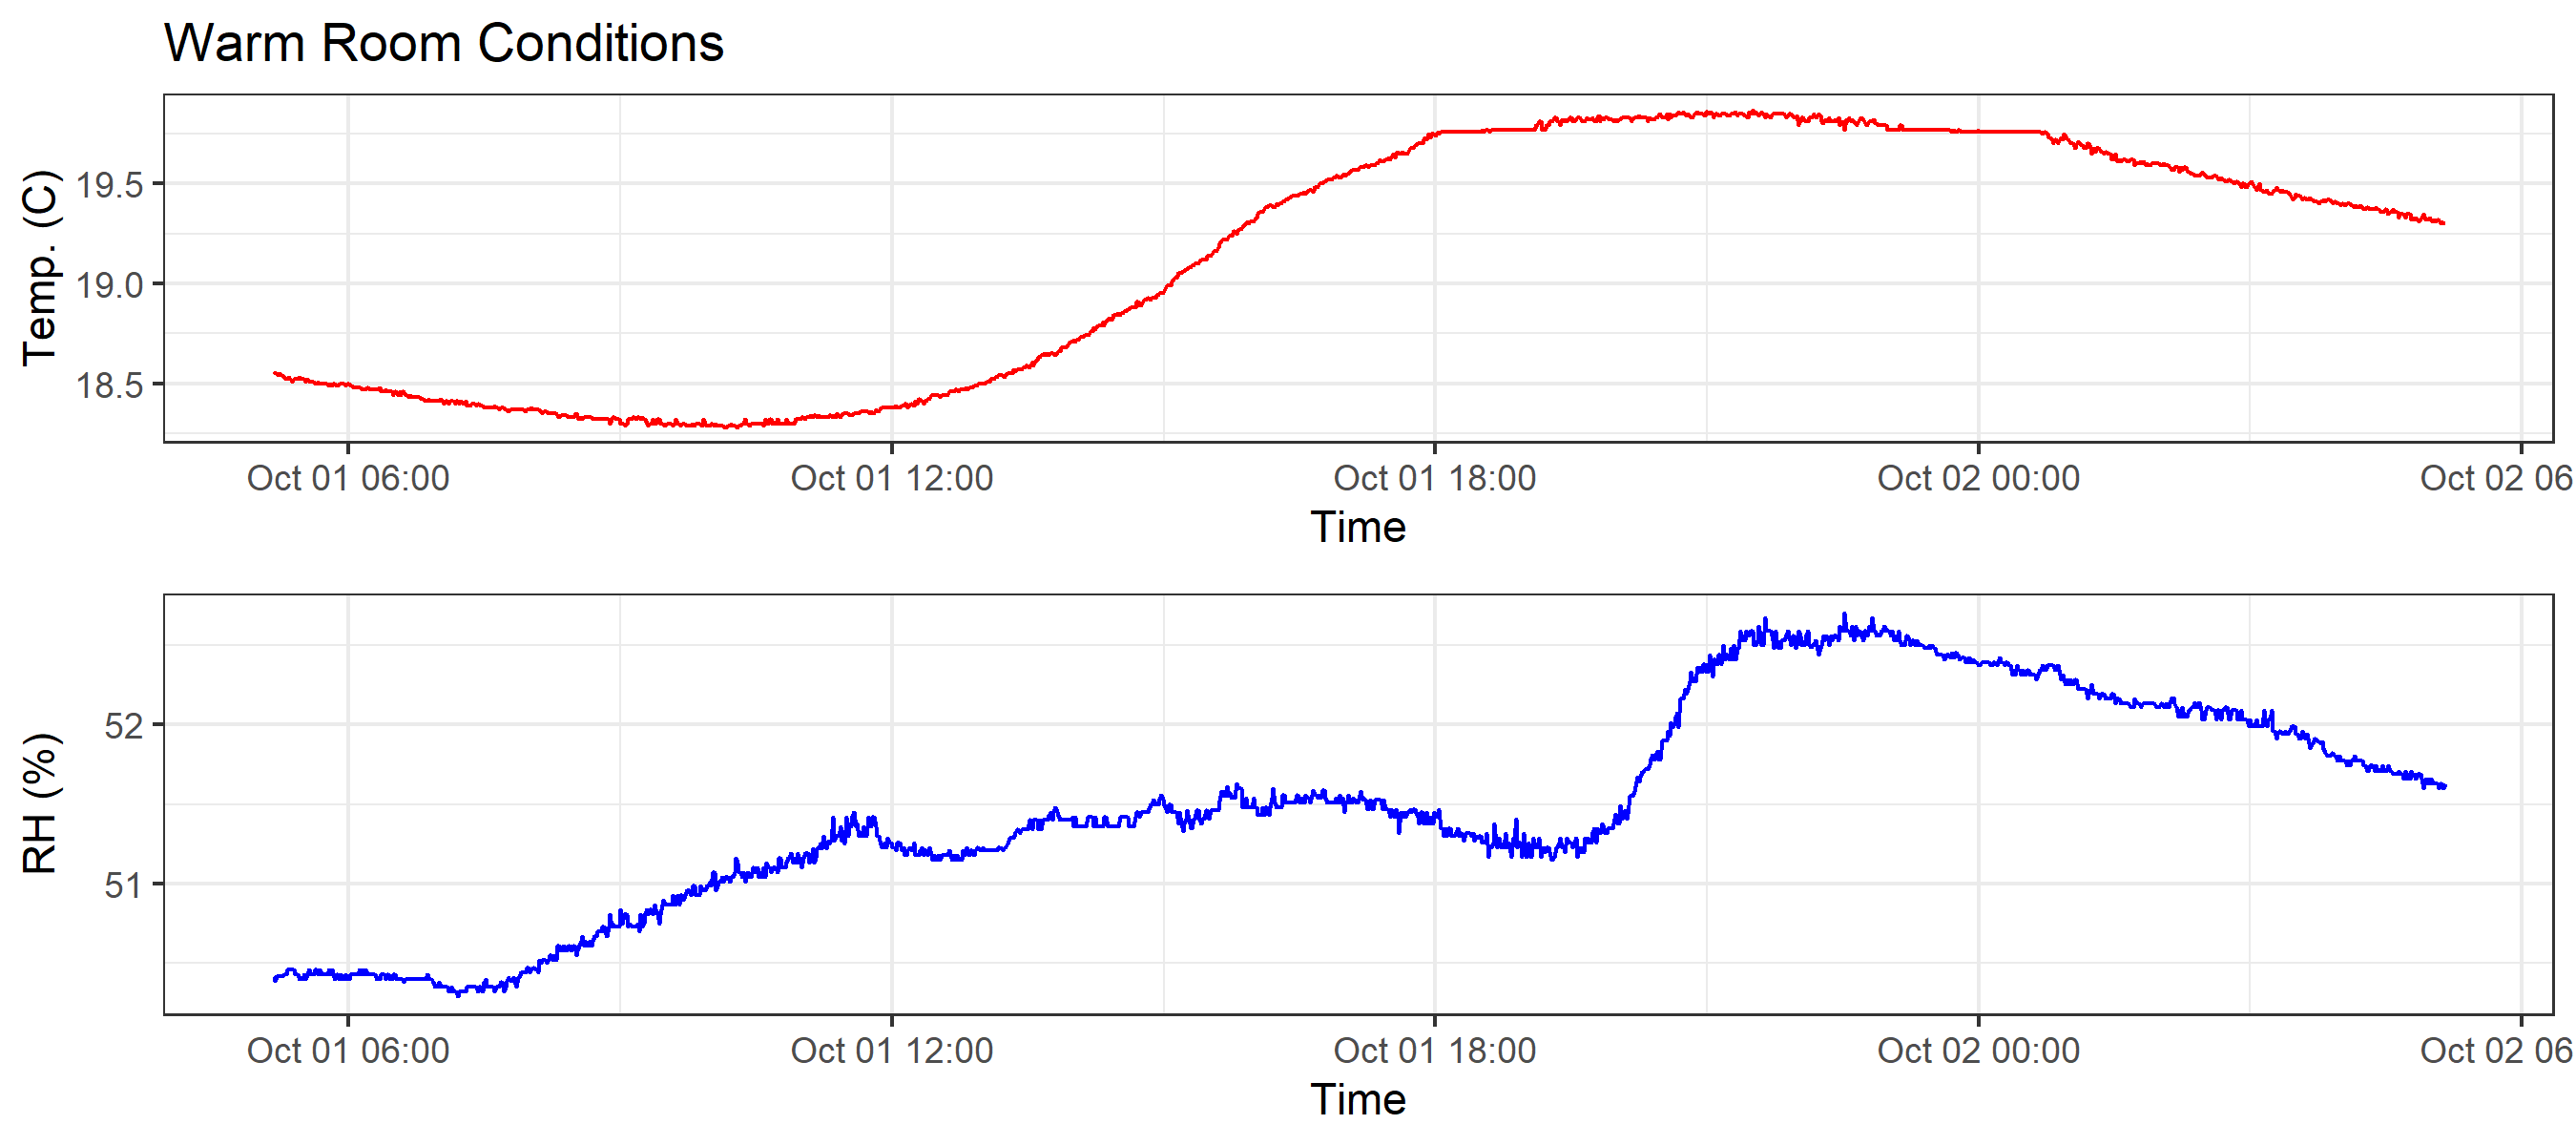 Warm Room Conditions
Temp. (C)
19.5
19.0
18.5
Oct 01 06:00 Oct 01 12:00 Oct 01 18:00 Oct 02 00:00 Oct 02 06
Time
RH (%)
52
51
Oct 01 06:00 Oct 01 12:00 Oct 01 18:00 Oct 02 00:00 Oct 02 06
Time